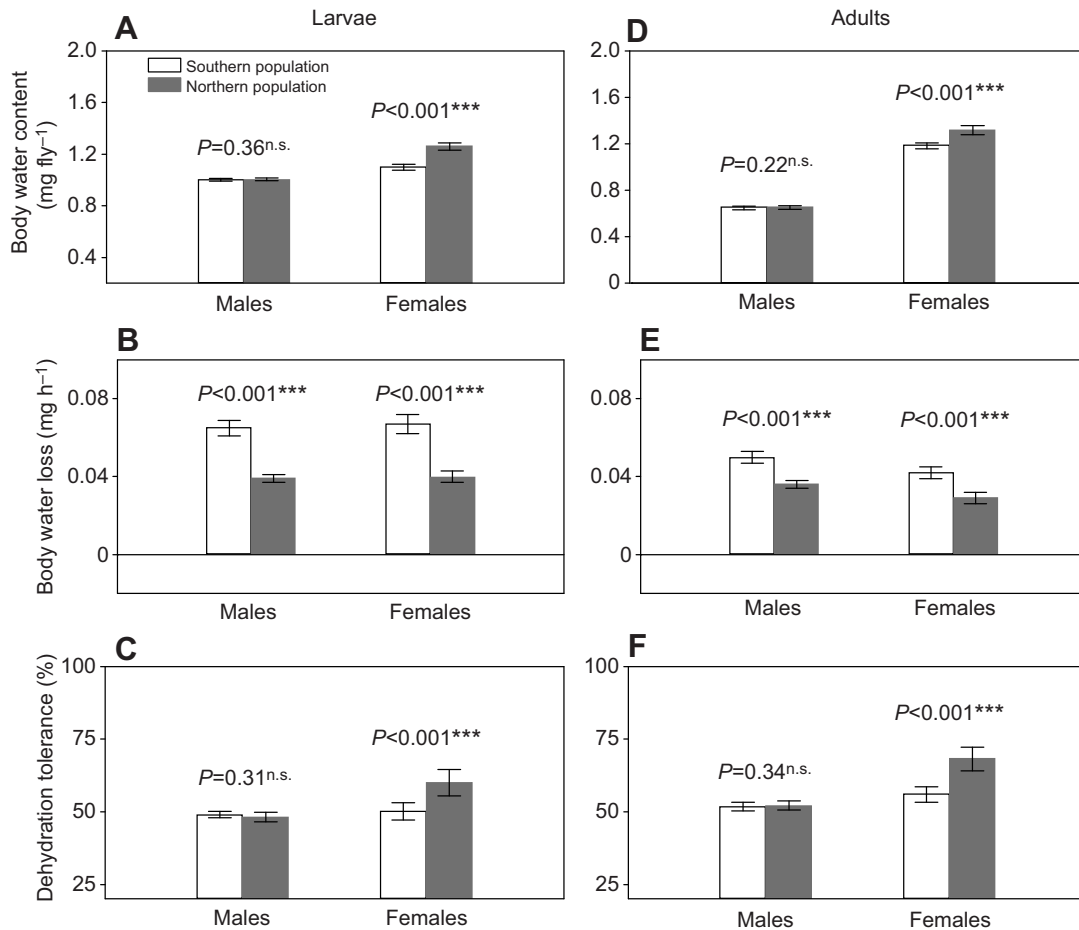 Larvae
A
Body water content
(mg fly⁻¹)
2.0
1.6
1.2
0.8
0.4
Southern population
Northern population
P=0.36n.s.
P<0.001***
Males
Females
Adults
D
2.0
1.6
1.2
0.8
0.4
0
P=0.22n.s.
P<0.001***
Males
Females
B
Body water loss (mg h⁻¹)
0.08
0.04
0
P<0.001***
P<0.001***
Males
Females
E
0.08
0.04
0
P<0.001***
P<0.001***
Males
Females
C
Dehydration tolerance (%)
100
75
50
25
P=0.31n.s.
P<0.001***
Males
Females
F
100
75
50
25
P=0.34n.s.
P<0.001***
Males
Females